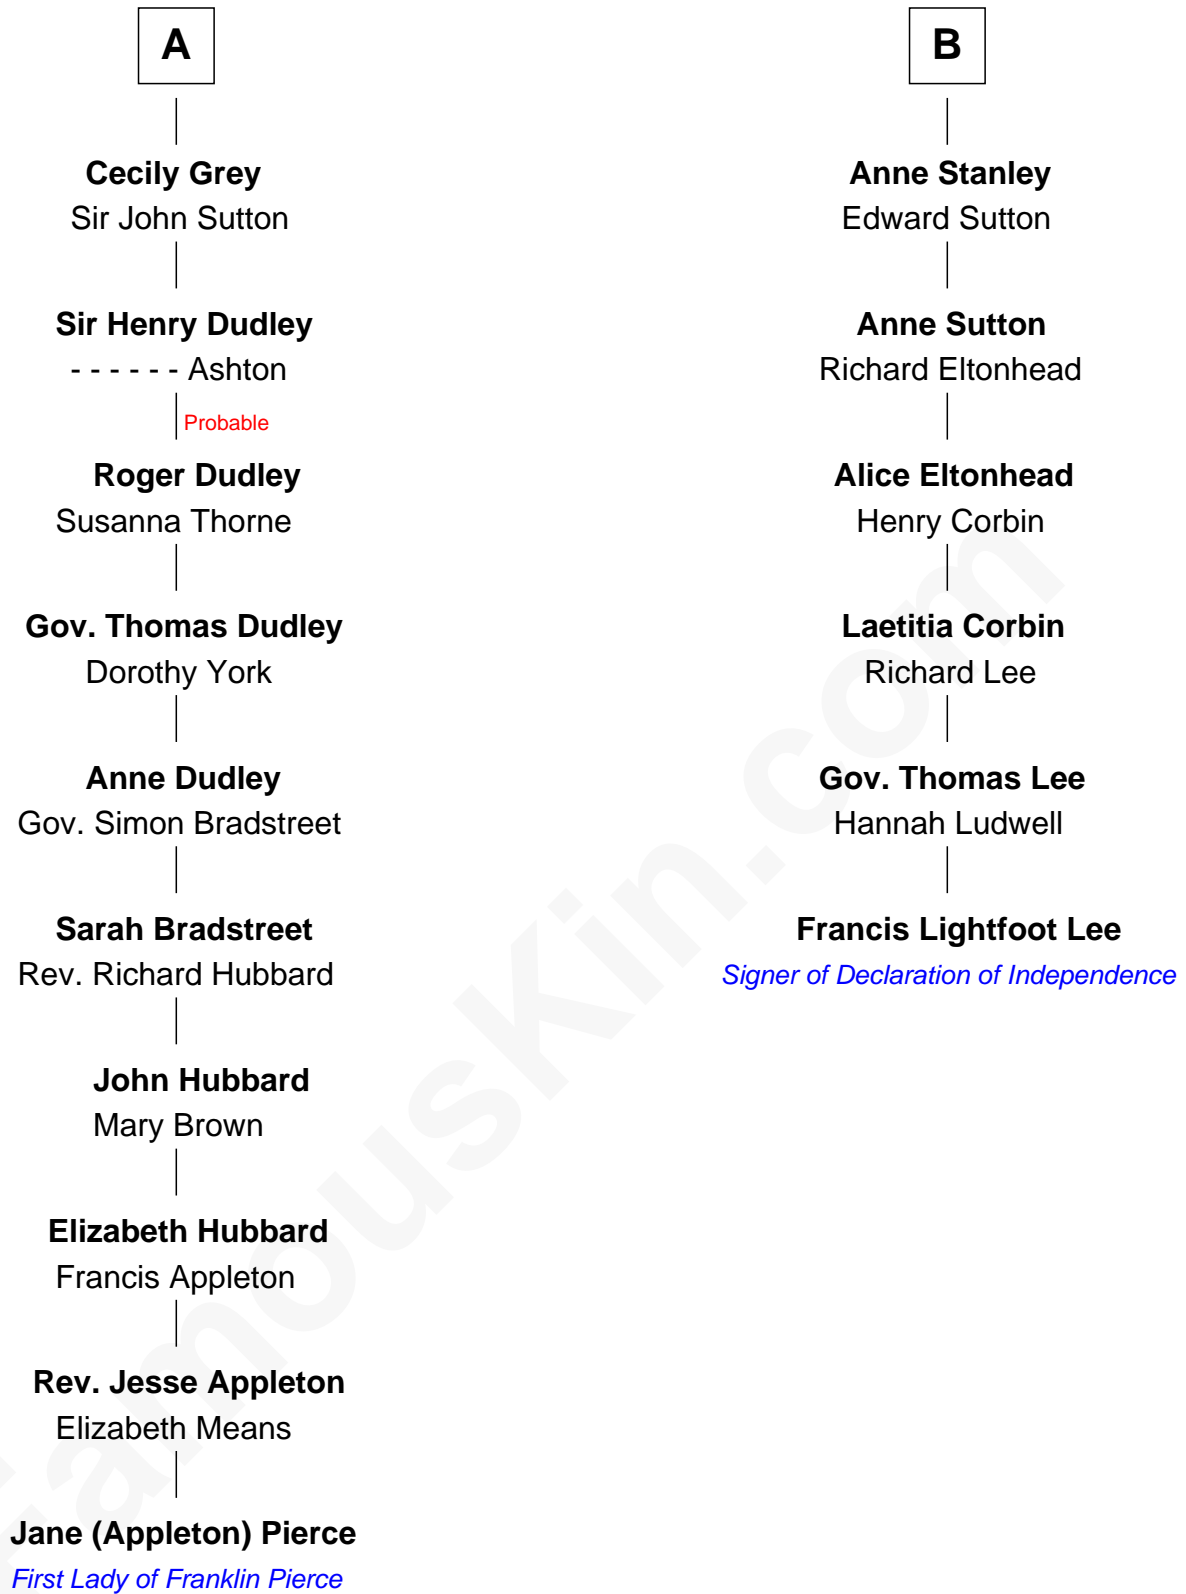 A
Cecily Grey
Sir John Sutton
Sir Henry Dudley
- - - - - - Ashton
Probable
Roger Dudley
Susanna Thorne
Gov. Thomas Dudley
Dorothy York
Anne Dudley
Gov. Simon Bradstreet
Sarah Bradstreet
Rev. Richard Hubbard
John Hubbard
Mary Brown
Elizabeth Hubbard
Francis Appleton
Rev. Jesse Appleton
Elizabeth Means
Jane (Appleton) Pierce
First Lady of Franklin Pierce
B
Anne Stanley
Edward Sutton
Anne Sutton
Richard Eltonhead
Alice Eltonhead
Henry Corbin
Laetitia Corbin
Richard Lee
Gov. Thomas Lee
Hannah Ludwell
Francis Lightfoot Lee
Signer of Declaration of Independence
FamousKin.com